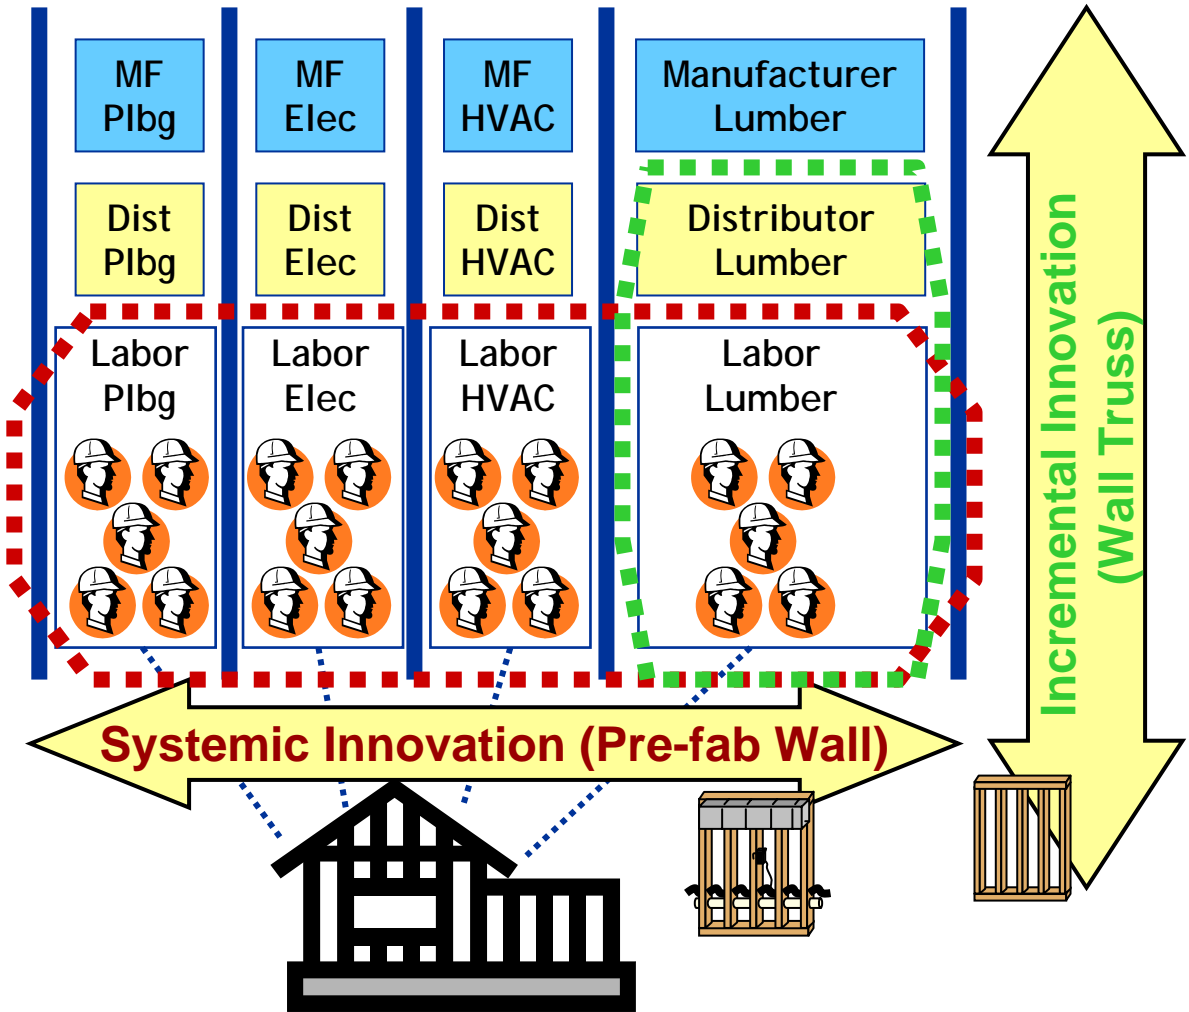 MF
Plbg
MF
Elec
MF
HVAC
Manufacturer
Lumber
Dist
Plbg
Dist
Elec
Dist
HVAC
Distributor
Lumber
Labor
Plbg
Labor
Elec
Labor
HVAC
Labor
Lumber
Systemic Innovation (Pre-fab Wall)
Incremental Innovation
(Wall Truss)